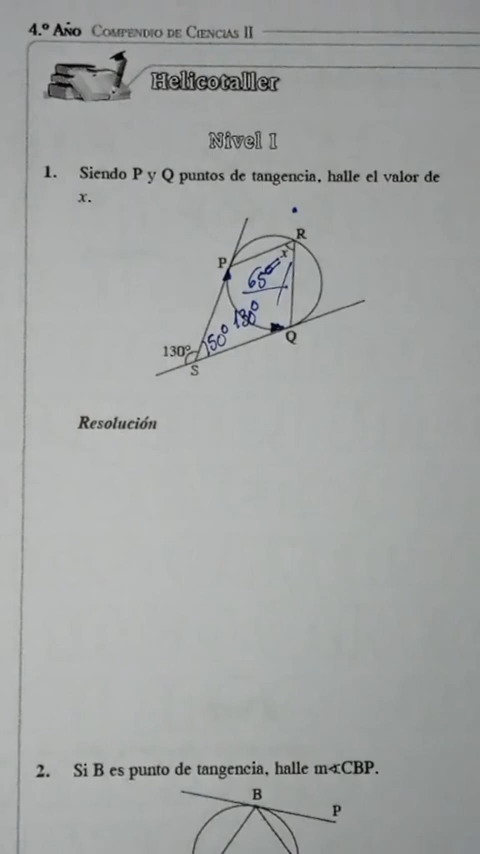 4.º Año Compendio de Ciencias II
Helicotaller
Nivel I
1. Siendo P y Q puntos de tangencia, halle el valor de
x.
R
P
x
65°
130°
50°
Q
130°
S
Resolución
2. Si B es punto de tangencia, halle m∢CBP.
B
P